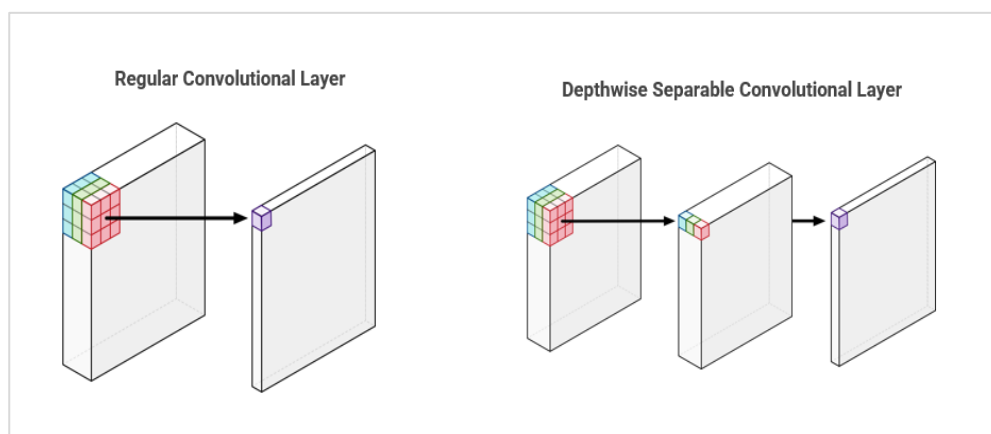 Regular Convolutional Layer
Depthwise Separable Convolutional Layer